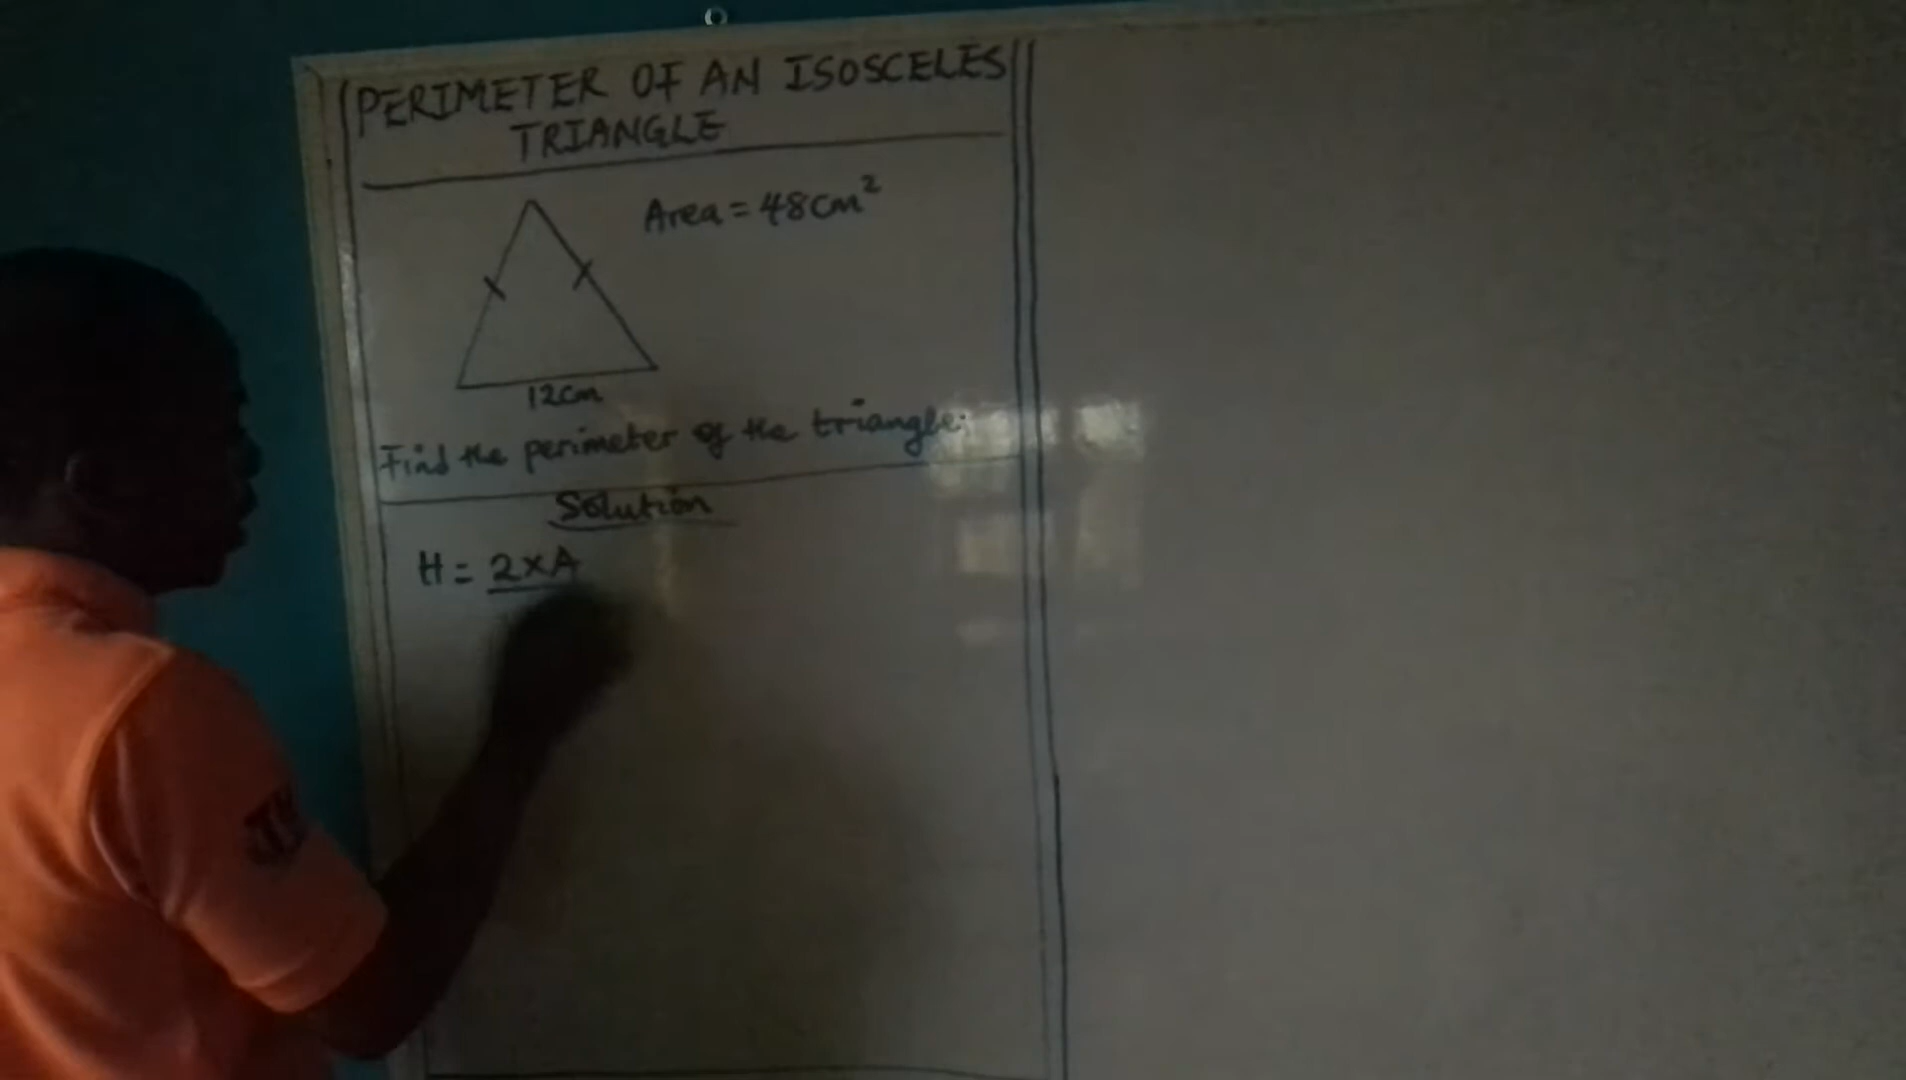 PERIMETER OF AN ISOSCELES
TRIANGLE
Area = 48cm²
12cm
Find the perimeter of the triangle.
Solution
H = 2×A